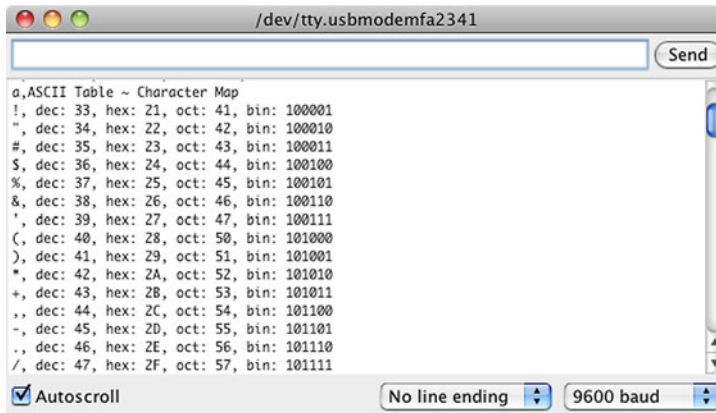 /dev/tty.usbmodemfa2341
Send
a,ASCII Table ~ Character Map
!, dec: 33, hex: 21, oct: 41, bin: 100001
", dec: 34, hex: 22, oct: 42, bin: 100010
#, dec: 35, hex: 23, oct: 43, bin: 100011
$, dec: 36, hex: 24, oct: 44, bin: 100100
%, dec: 37, hex: 25, oct: 45, bin: 100101
&, dec: 38, hex: 26, oct: 46, bin: 100110
', dec: 39, hex: 27, oct: 47, bin: 100111
(, dec: 40, hex: 28, oct: 50, bin: 101000
), dec: 41, hex: 29, oct: 51, bin: 101001
*, dec: 42, hex: 2A, oct: 52, bin: 101010
+, dec: 43, hex: 2B, oct: 53, bin: 101011
,, dec: 44, hex: 2C, oct: 54, bin: 101100
-, dec: 45, hex: 2D, oct: 55, bin: 101101
., dec: 46, hex: 2E, oct: 56, bin: 101110
/, dec: 47, hex: 2F, oct: 57, bin: 101111
Autoscroll No line ending 9600 baud